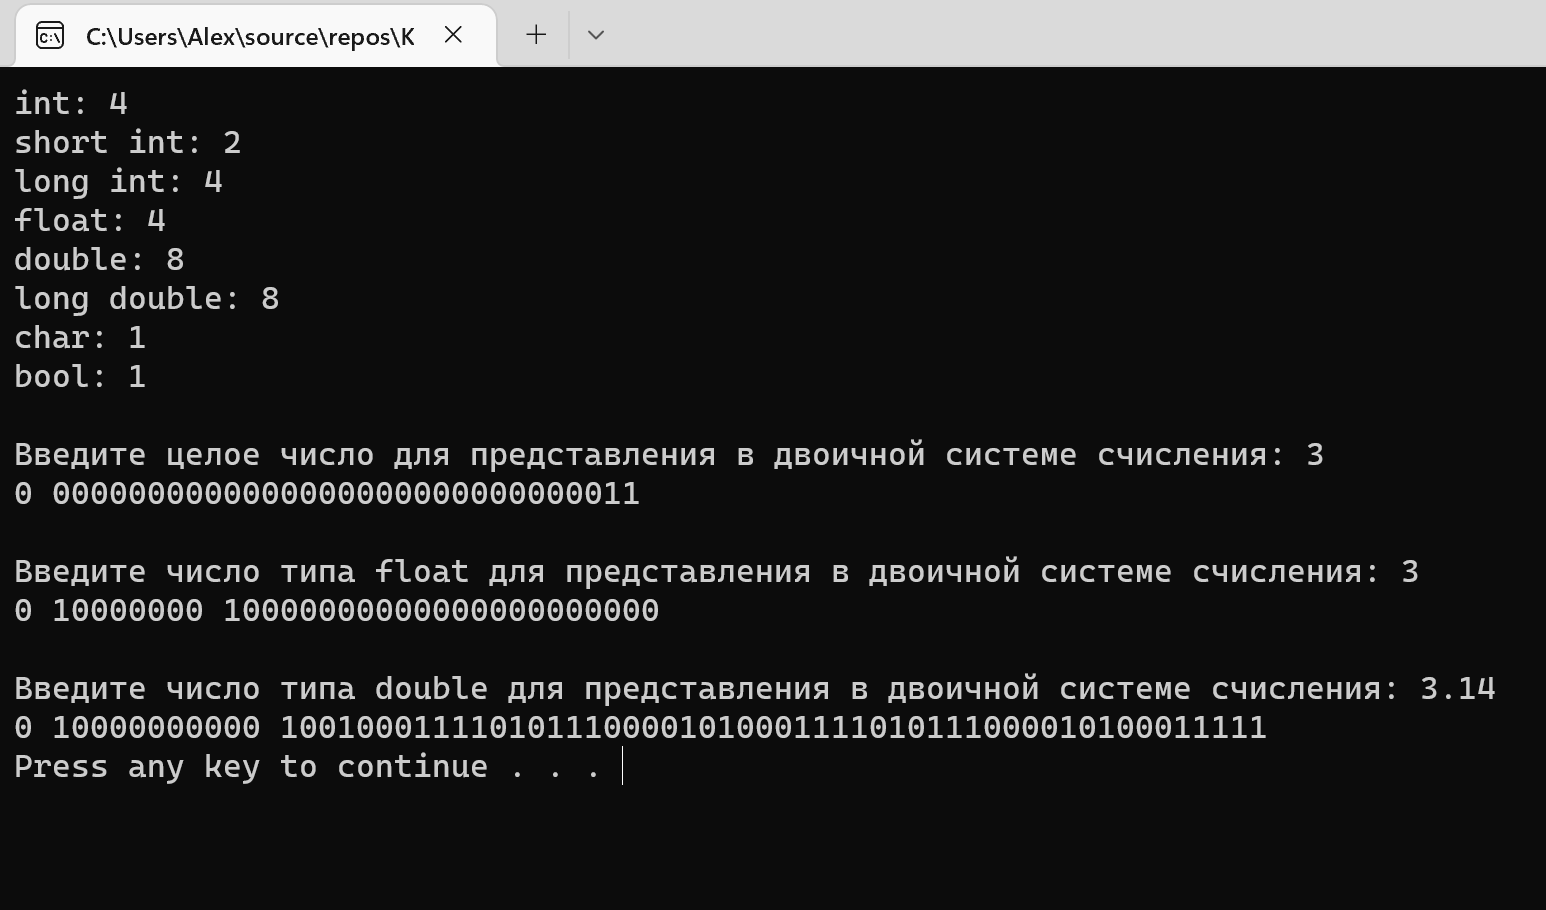 C:\Users\Alex\source\repos\K
int: 4
short int: 2
long int: 4
float: 4
double: 8
long double: 8
char: 1
bool: 1
Введите целое число для представления в двоичной системе счисления: 3
0 0000000000000000000000000000011
Введите число типа float для представления в двоичной системе счисления: 3
0 10000000 10000000000000000000000
Введите число типа double для представления в двоичной системе счисления: 3.14
0 10000000000 1001000111101011100001010001111010111000010100011111
Press any key to continue . . .